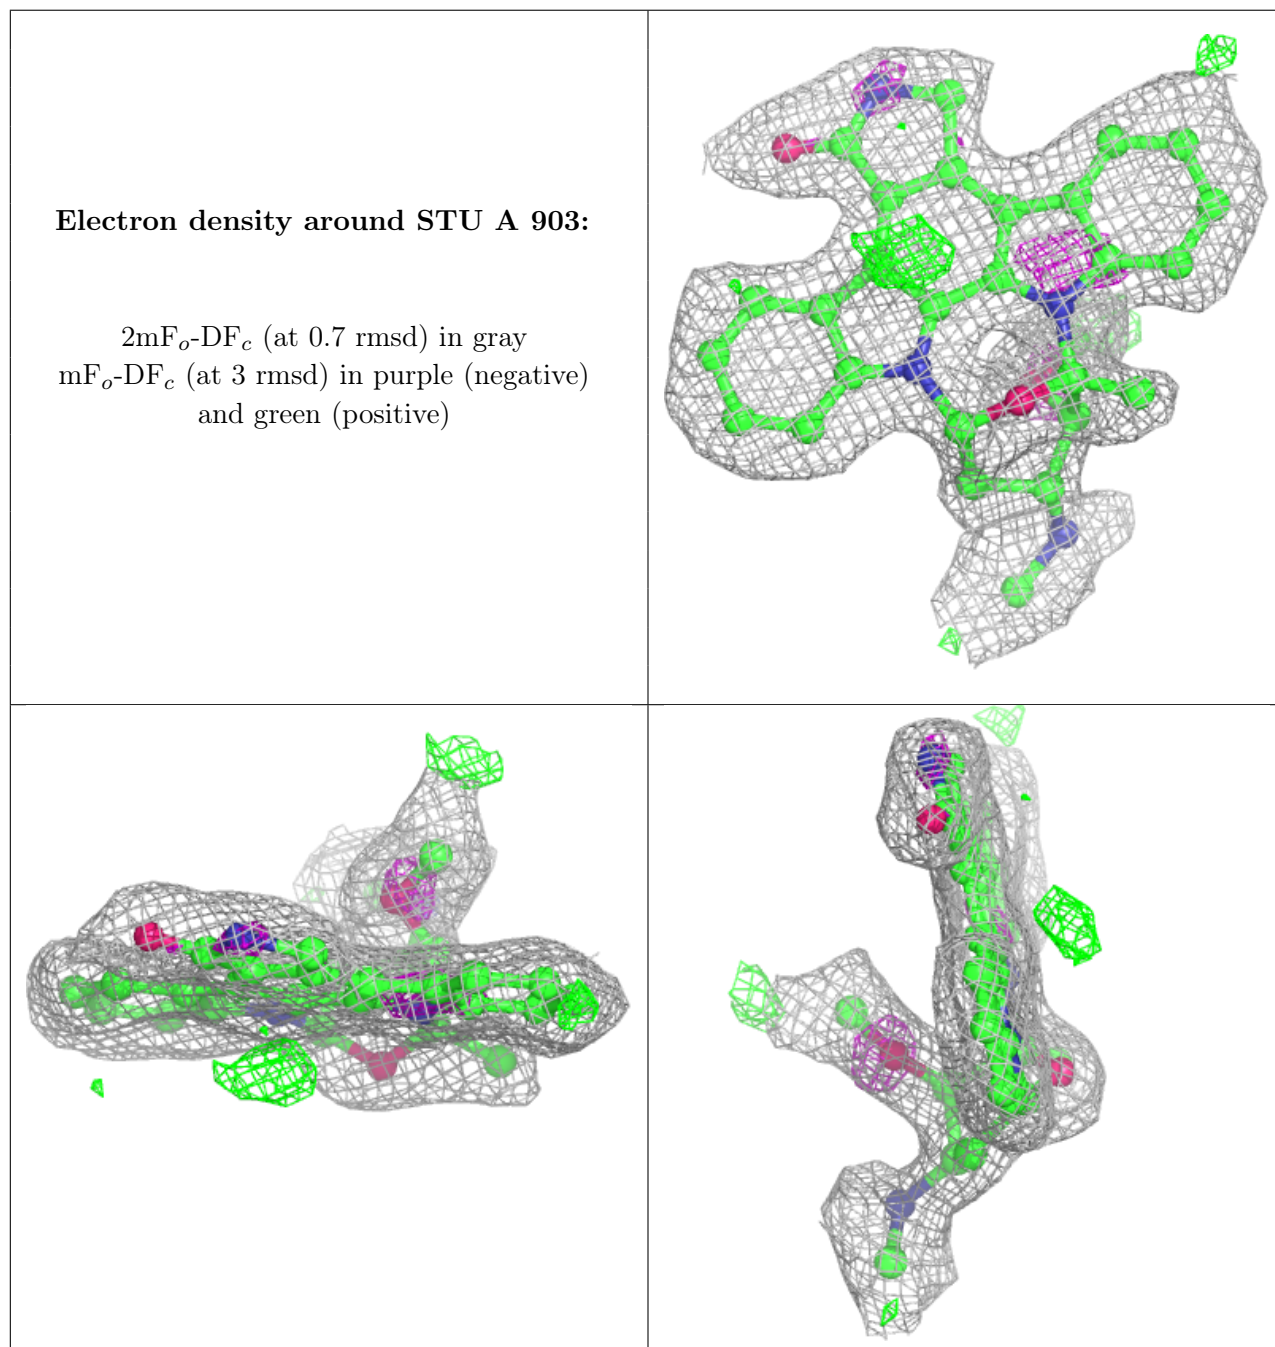 Electron density around STU A 903:
2mFₒ-DF𝒸 (at 0.7 rmsd) in gray
mFₒ-DF𝒸 (at 3 rmsd) in purple (negative)
and green (positive)